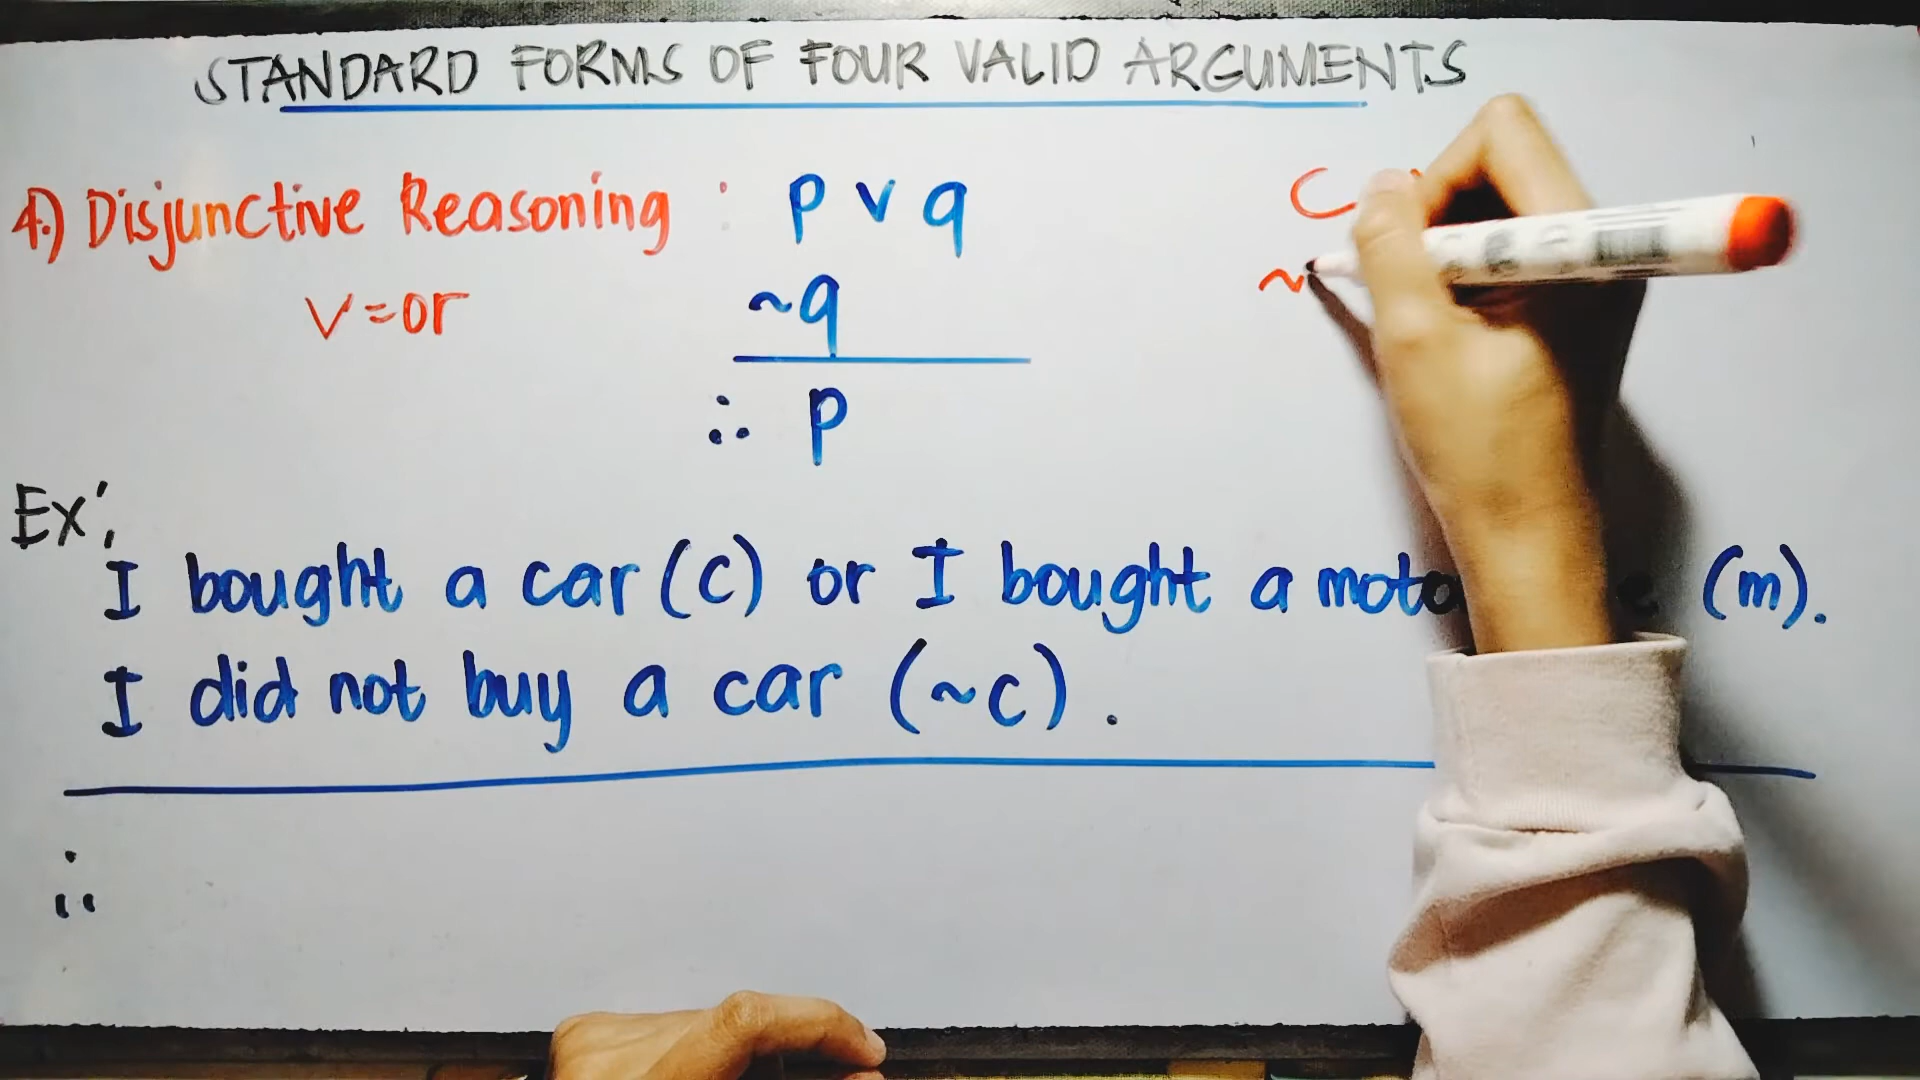 STANDARD FORMS OF FOUR VALID ARGUMENTS
4.) Disjunctive Reasoning : p v q
v = or
~q
∴ p
C
~
Ex:
I bought a car (c) or I bought a (m).
I did not buy a car (~c).
∴